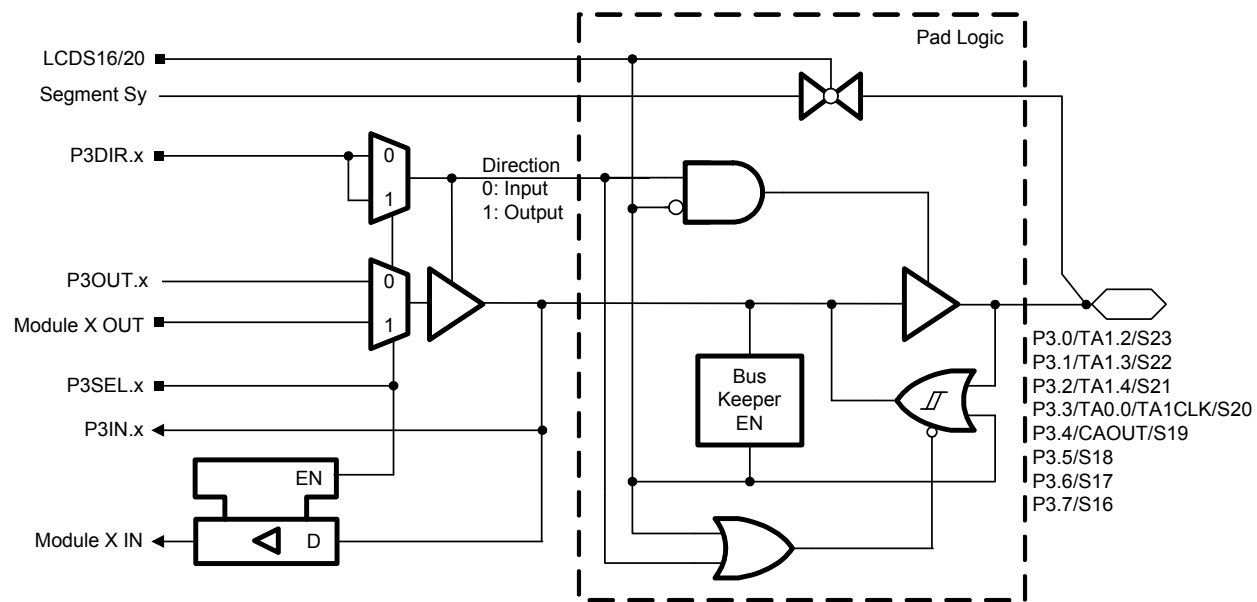 Pad Logic
LCDS16/20
Segment Sy
P3DIR.x
0
1
Direction
0: Input
1: Output
P3OUT.x
0
Module X OUT
1
P3SEL.x
P3IN.x
EN
Module X IN
D
Bus
Keeper
EN
P3.0/TA1.2/S23
P3.1/TA1.3/S22
P3.2/TA1.4/S21
P3.3/TA0.0/TA1CLK/S20
P3.4/CAOUT/S19
P3.5/S18
P3.6/S17
P3.7/S16